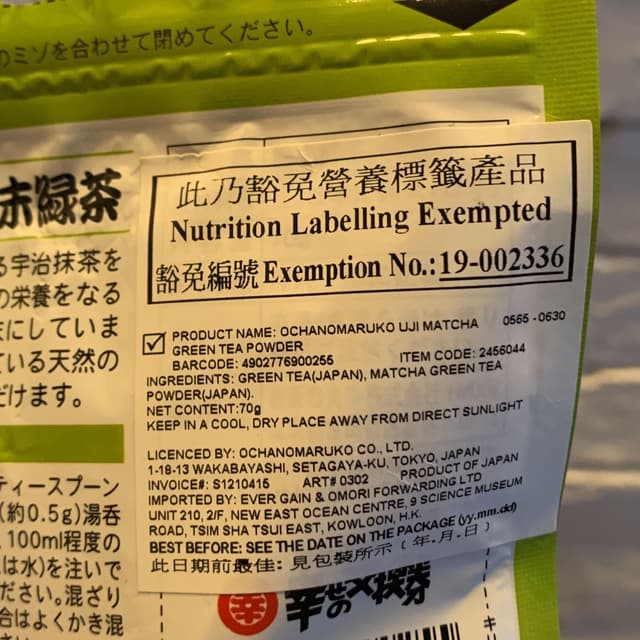 のミゾを合わせて閉めてください。
末緑茶
る宇治抹茶を
の栄養をなる
まにしていま
ている天然の
だけます。
ティースプーン
(約0.5g)湯呑
100ml程度の
は水)を注いで
ださい。混ざり
合はよくかき混
此乃豁免營養標籤產品
Nutrition Labelling Exempted
豁免編號 Exemption No.: 19-002336
PRODUCT NAME: OCHANOMARUKO UJI MATCHA 0565 - 0630
GREEN TEA POWDER
BARCODE: 4902776900255 ITEM CODE: 2456044
INGREDIENTS: GREEN TEA(JAPAN), MATCHA GREEN TEA
POWDER(JAPAN).
NET CONTENT:70g
KEEP IN A COOL, DRY PLACE AWAY FROM DIRECT SUNLIGHT
LICENCED BY: OCHANOMARUKO CO., LTD.
1-18-13 WAKABAYASHI, SETAGAYA-KU, TOKYO, JAPAN
INVOICE#: S1210415 ART# 0302 PRODUCT OF JAPAN
IMPORTED BY: EVER GAIN & OMORI FORWARDING LTD
UNIT 210, 2/F, NEW EAST OCEAN CENTRE, 9 SCIENCE MUSEUM
ROAD, TSIM SHA TSUI EAST, KOWLOON, H.K.
BEST BEFORE: SEE THE DATE ON THE PACKAGE (yy.mm.dd)
此日期前最佳: 見包裝所示 ( 年 . 月 . 日 )
幸